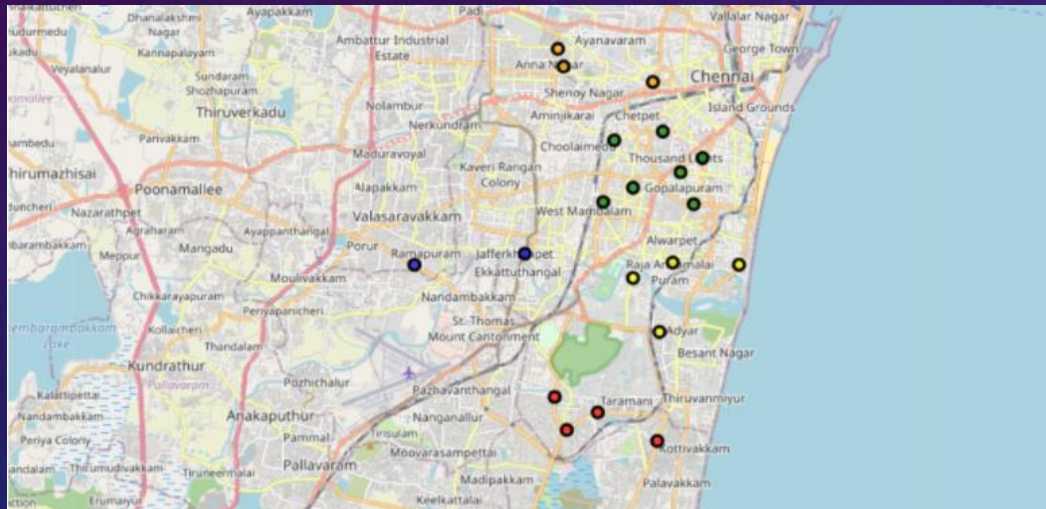 Dhanalakshmi
Nagar
Ayapakkam
Padi
Vallalar Nagar
Ambattur Industrial
Estate
Ayanavaram
George Town
Kannapalayam
Veyalanalur
Anna Nagar
Chennai
Sundaram
Shozhapuram
Shenoy Nagar
Nolambur
Island Grounds
Thiruverkadu
Aminjikarai
Chetpet
Nerkundram
Parivakkam
Choolaimedu
Maduravoyal
Thousand Lights
Kaveri Rangan
Colony
Poonamallee
Alapakkam
Gopalapuram
Nazarathpet
Valasaravakkam
West Mambalam
Agraharam
Ayappanthangal
Alwarpet
Mangadu
Porur
Ramapuram
Jafferkhanpet
Meppur
Moulivakkam
Ekkattuthangal
Raja Annamalai
Puram
Chikkarayapuram
Nandambakkam
Periyapanicheri
St. Thomas
Mount Cantonment
Kollaicheri
Adyar
Lake
Thandalam
Besant Nagar
Kundrathur
Pallavaram
Pozhichalur
Pazhavanthangal
Kalattipettai
Taramani
Thiruvanmiyur
Nandambakkam
Anakaputhur
Nanganallur
Periya Colony
Pammal
Tirisulam
Moovarasampettai
Kottivakkam
Thirumudivakkam
Tiruneermalai
Pallavaram
Madipakkam
Palavakkam
Erumaiyur
Keelkattalai